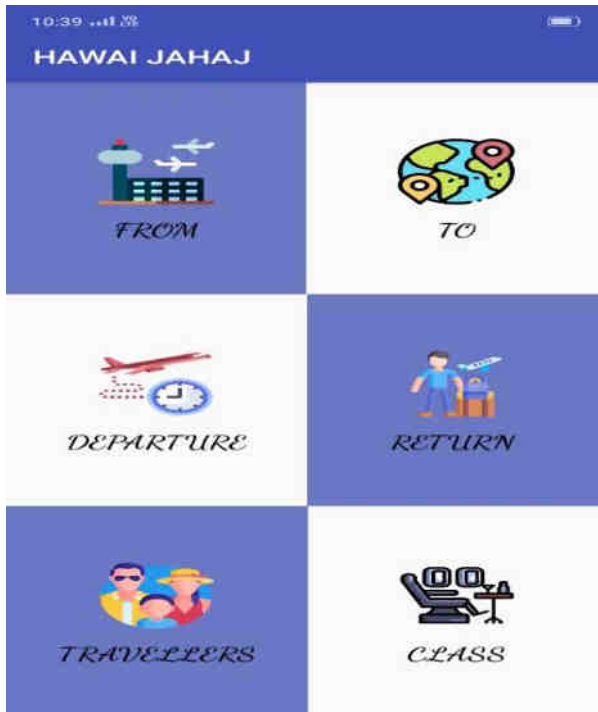 10:39
HAWAI JAHAJ
FROM
TO
DEPARTURE
RETURN
TRAVELLERS
CLASS